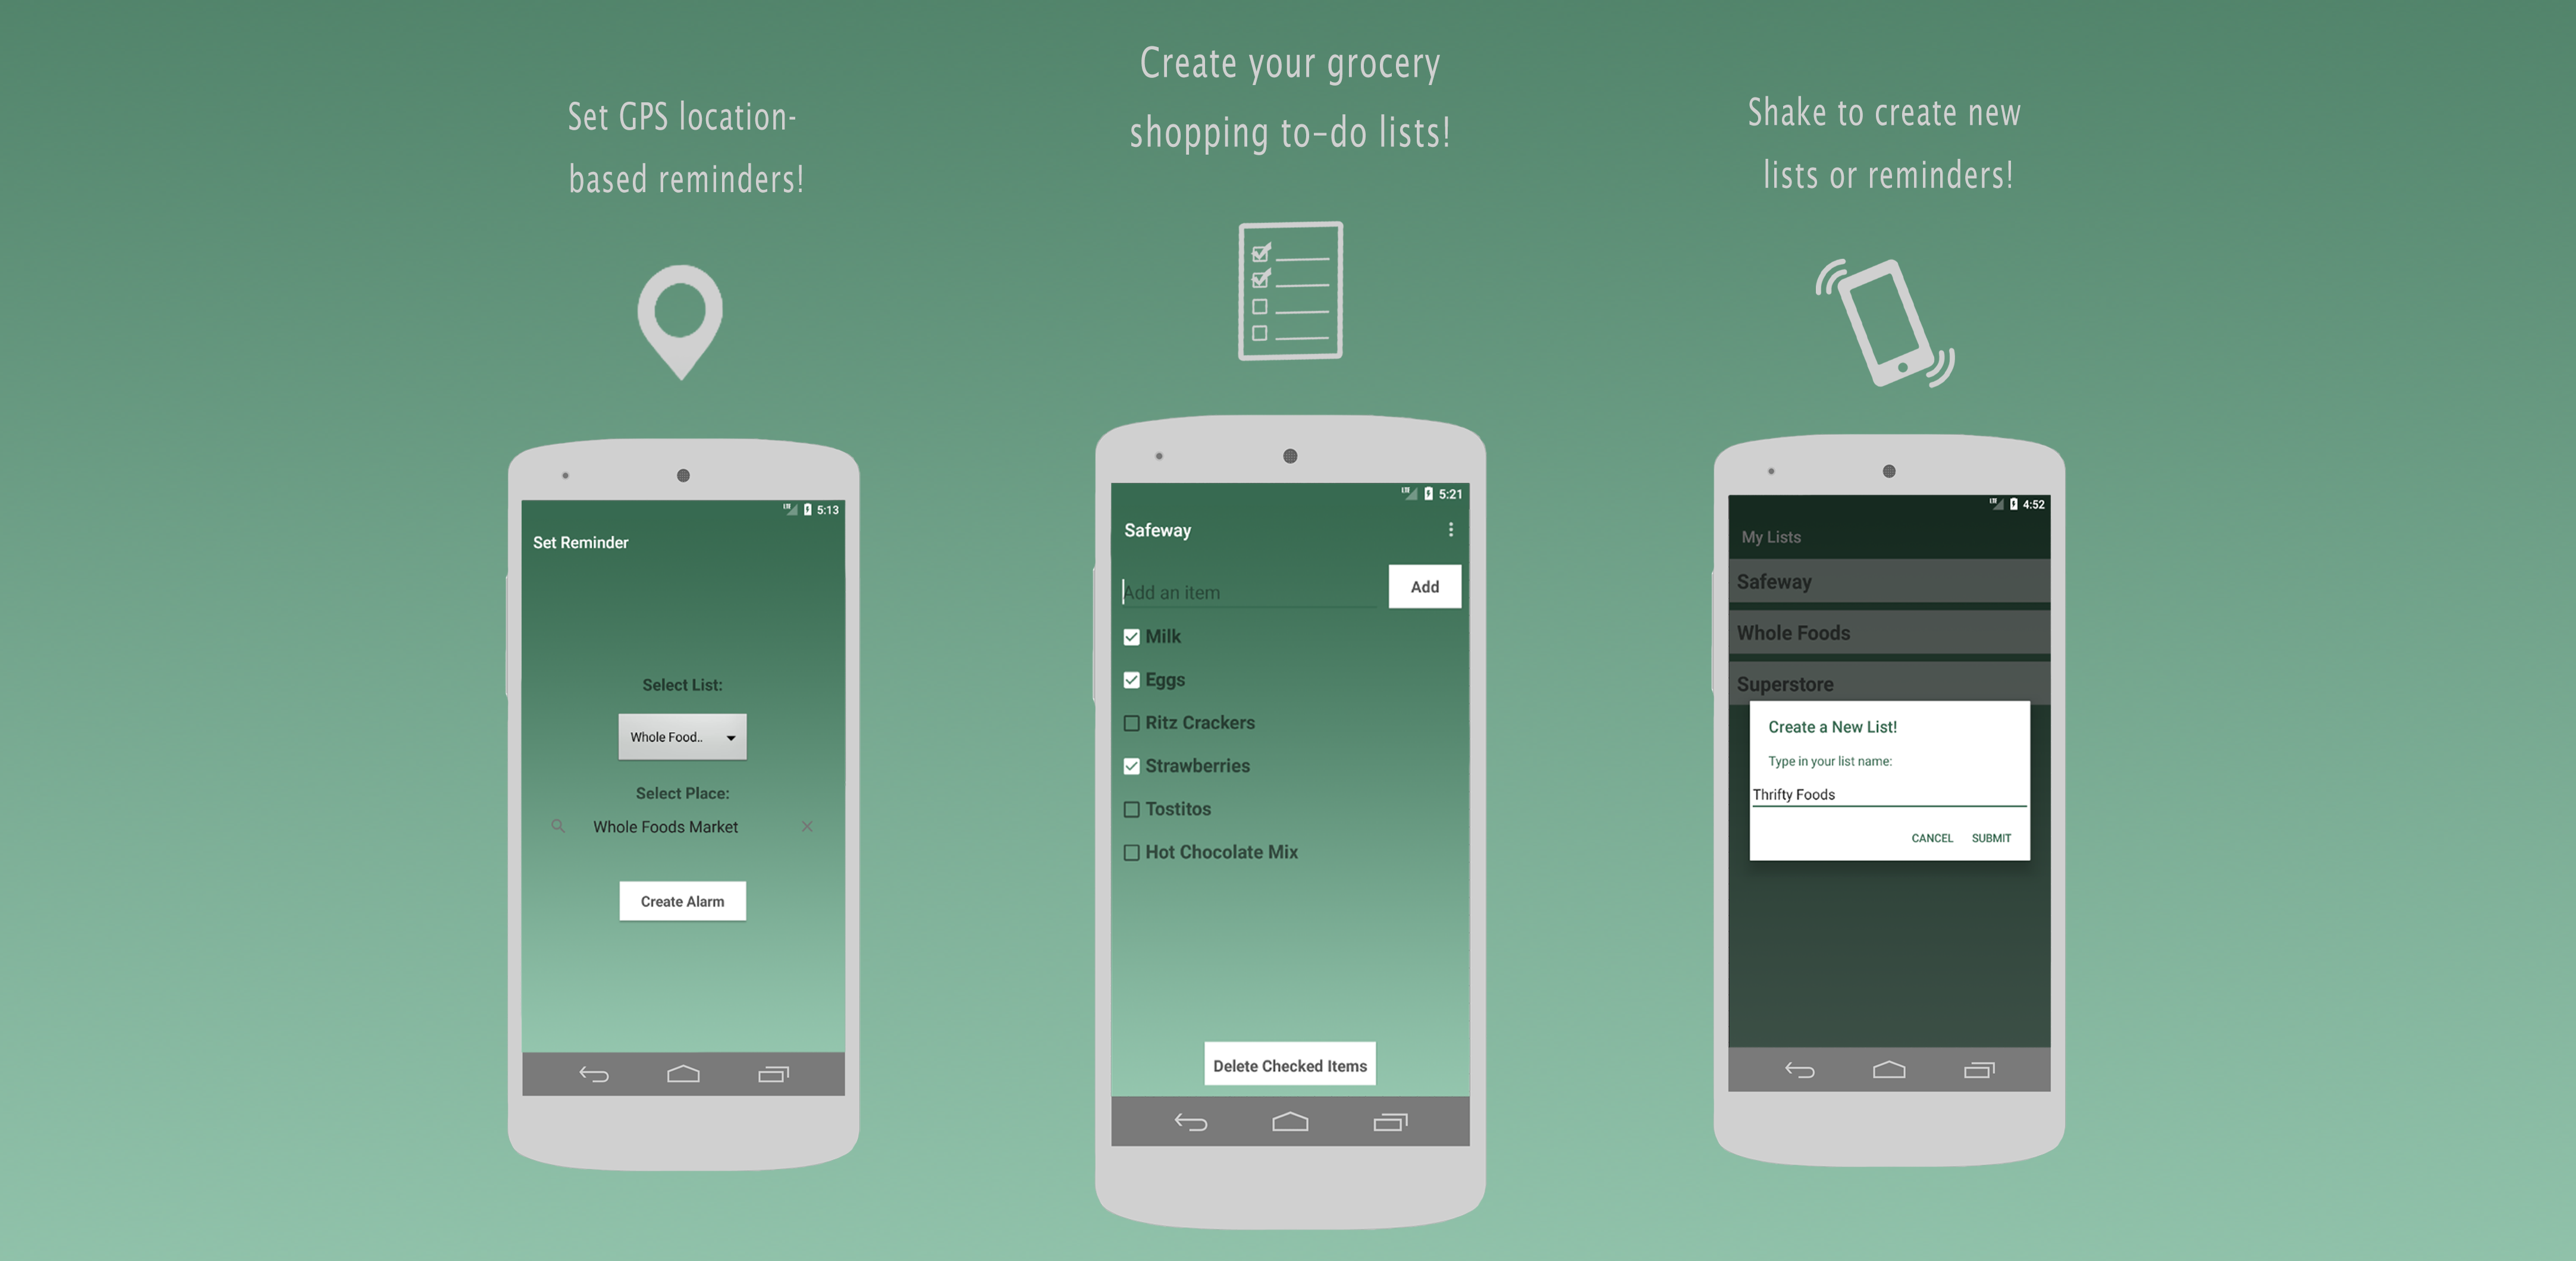 Set GPS location-
based reminders!
LTE 5:13
Set Reminder
Select List:
Whole Food..
Select Place:
Whole Foods Market
Create Alarm
Create your grocery
shopping to-do lists!
LTE 5:21
Safeway
Add an item
Add
Milk
Eggs
Ritz Crackers
Strawberries
Tostitos
Hot Chocolate Mix
Delete Checked Items
Shake to create new
lists or reminders!
LTE 4:52
My Lists
Safeway
Whole Foods
Superstore
Create a New List!
Type in your list name:
Thrifty Foods
CANCEL SUBMIT